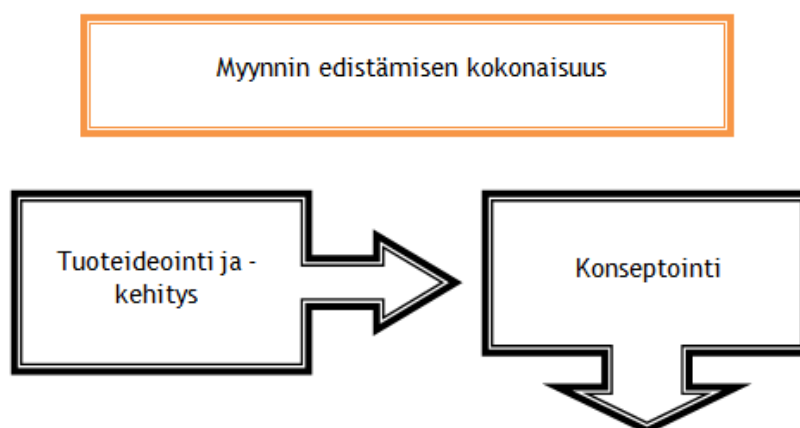 Myynnin edistämisen kokonaisuus
Tuoteideointi ja -
kehitys
Konseptointi